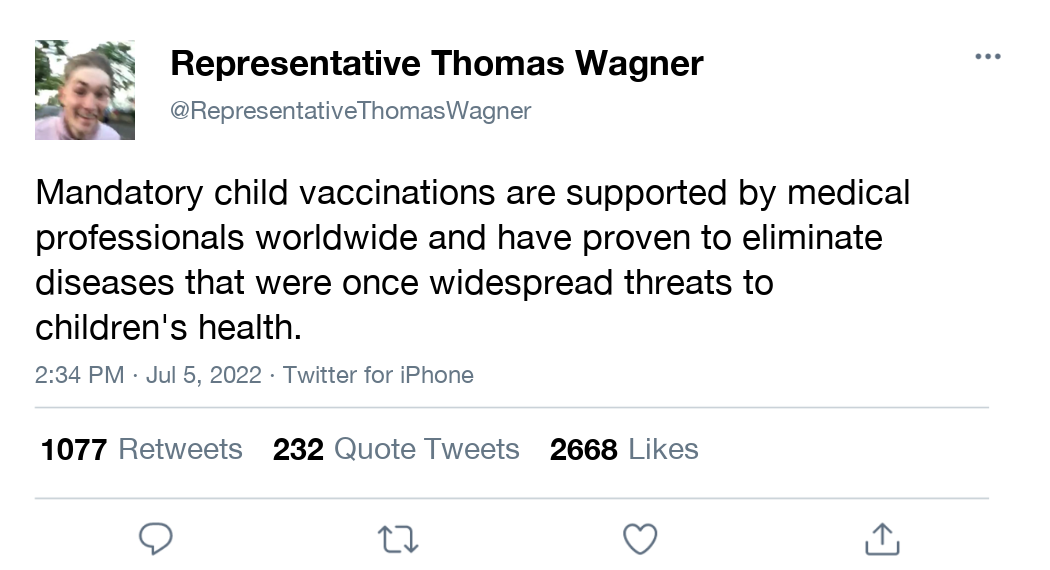 Representative Thomas Wagner
@RepresentativeThomasWagner
Mandatory child vaccinations are supported by medical
professionals worldwide and have proven to eliminate
diseases that were once widespread threats to
children's health.
2:34 PM · Jul 5, 2022 · Twitter for iPhone
1077 Retweets 232 Quote Tweets 2668 Likes